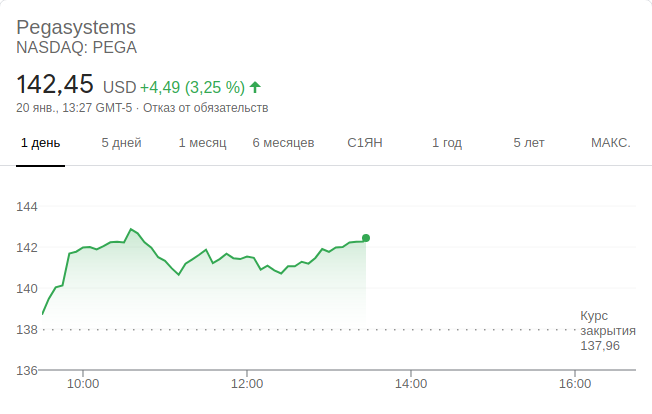 Pegasystems
NASDAQ: PEGA
142,45 USD +4,49 (3,25 %)
20 янв., 13:27 GMT-5 · Отказ от обязательств
1 день 5 дней 1 месяц 6 месяцев С1ЯН 1 год 5 лет МАКС.
144
142
140
Курс
138 закрытия
137,96
136
10:00 12:00 14:00 16:00